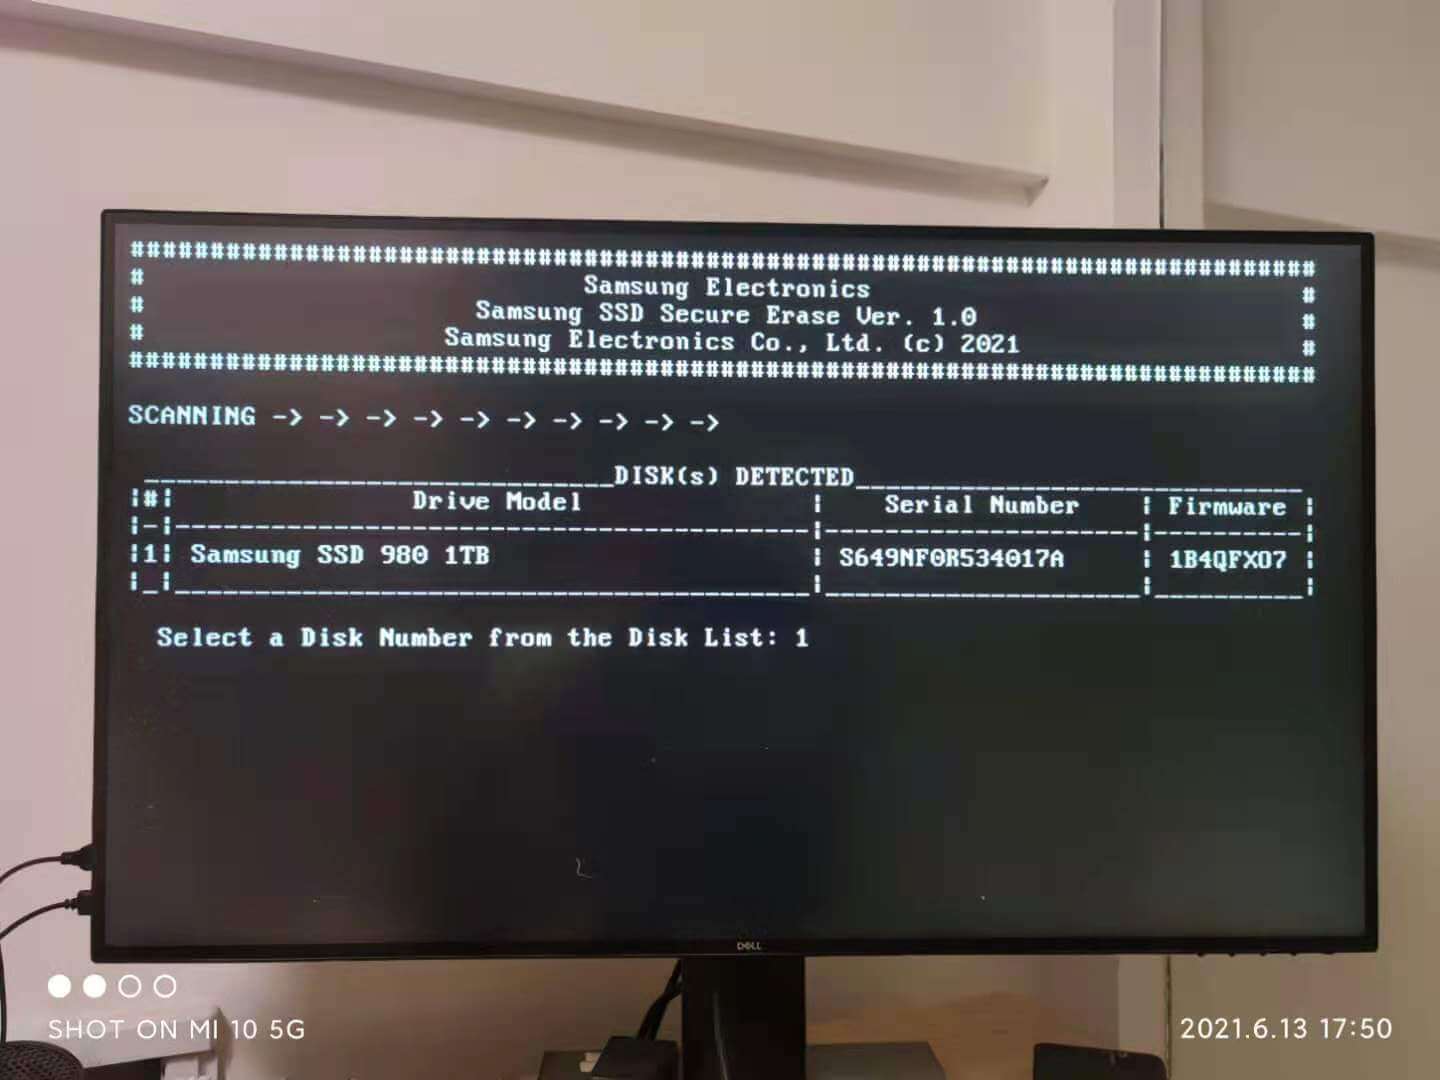 ################################################################################
# Samsung Electronics #
# Samsung SSD Secure Erase Ver. 1.0 #
# Samsung Electronics Co., Ltd. (c) 2021 #
################################################################################
SCANNING -> -> -> -> -> -> -> -> -> ->
DISK(s) DETECTED
|#| Drive Model | Serial Number | Firmware |
|1| Samsung SSD 980 1TB | S649NF0R534017A | 1B4QFXO7 |
Select a Disk Number from the Disk List: 1
DELL
SHOT ON MI 10 5G
2021.6.13 17:50